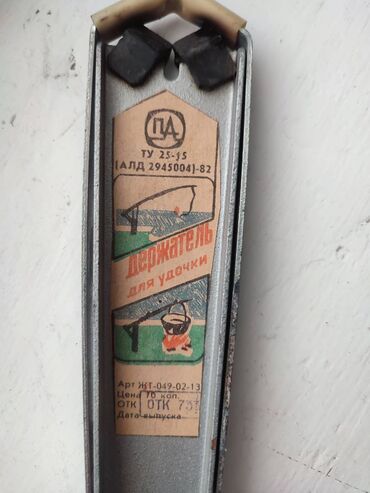 ПА
ТУ 25-15
(АЛД 2945004)-82
держатель
для удочки
Арт ЖТ-049-02-13
Цена 70 коп.
ОТК ОТК 73
Дата выпуска